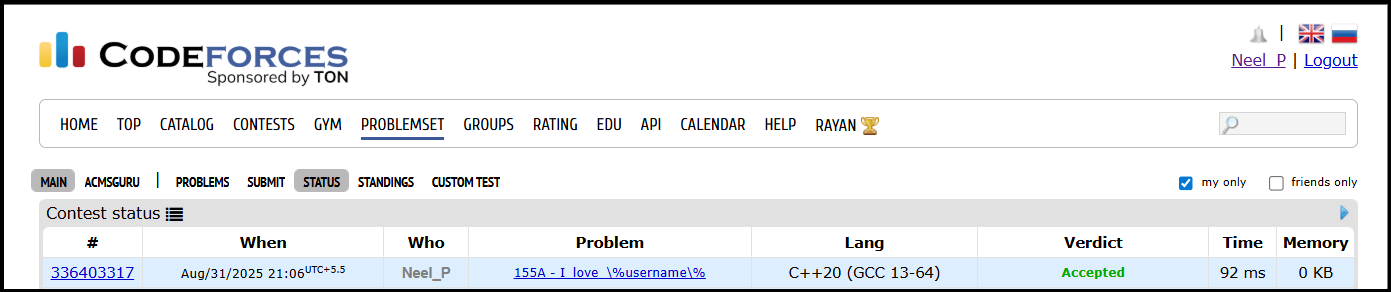 CODEFORCES
Sponsored by TON
|
Neel_P | Logout
HOME TOP CATALOG CONTESTS GYM PROBLEMSET GROUPS RATING EDU API CALENDAR HELP RAYAN
MAIN ACMSGURU | PROBLEMS SUBMIT STATUS STANDINGS CUSTOM TEST my only friends only
Contest status
# When Who Problem Lang Verdict Time Memory
336403317 Aug/31/2025 21:06UTC+5.5 Neel_P 155A - I_love_\%username\% C++20 (GCC 13-64) Accepted 92 ms 0 KB